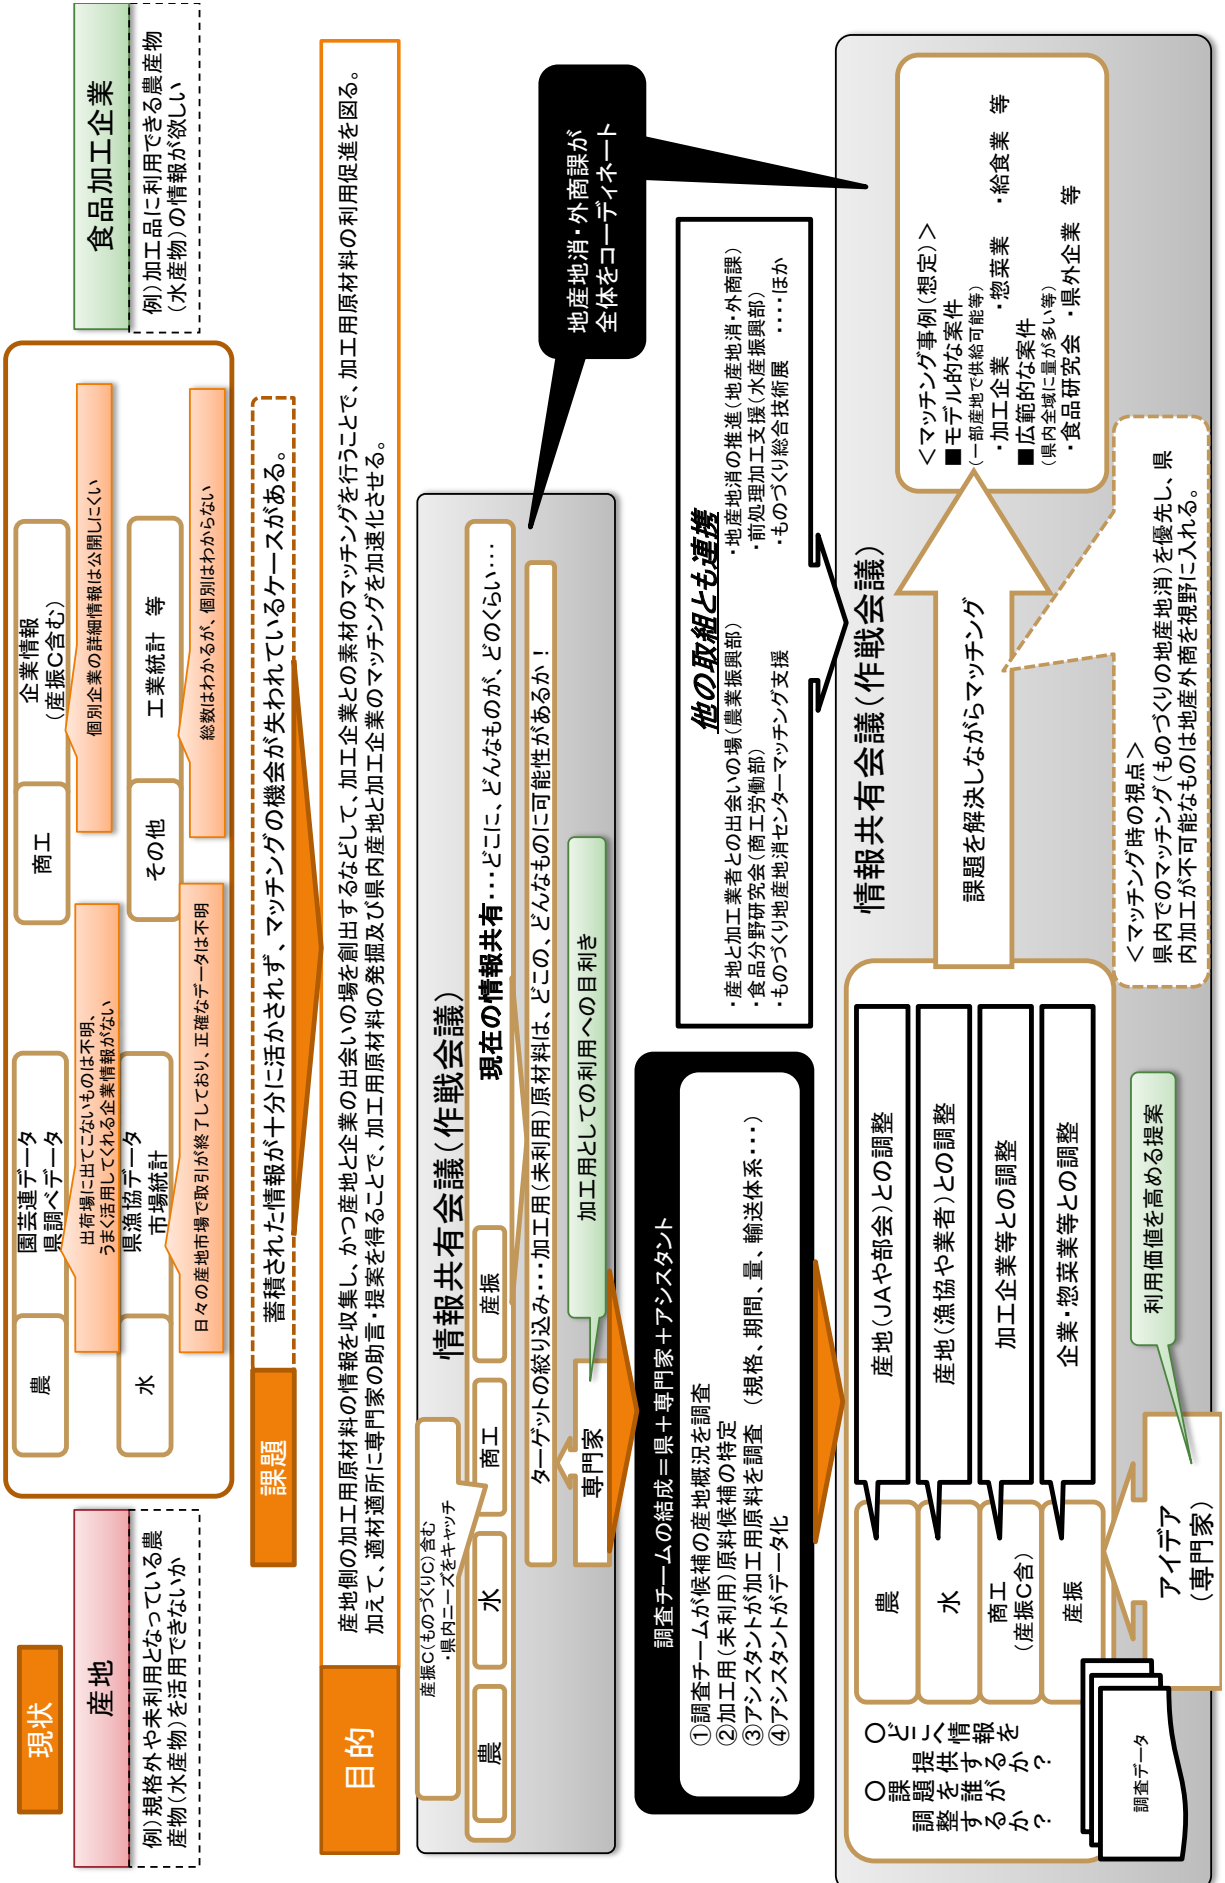 現状
産地
例)規格外や未利用となっている農
産物(水産物)を活用できないか
農
園芸連データ
県調べデータ
出荷場に出てこないものは不明、
うまく活用してくれる企業情報がない
水
県漁協データ
市場統計
日々の産地市場で取引が終了しており、正確なデータは不明
商工
企業情報
(産振C含む)
個別企業の詳細情報は公開しにくい
その他
工業統計 等
総数はわかるが、個別はわからない
食品加工企業
例)加工品に利用できる農産物
(水産物)の情報が欲しい
課題
蓄積された情報が十分に活かされず、マッチングの機会が失われているケースがある。
目的
産地側の加工用原材料の情報を収集し、かつ産地と企業の出会いの場を創出するなどして、加工企業との素材のマッチングを行うことで、加工用原材料の利用促進を図る。
加えて、適材適所に専門家の助言・提案を得ることで、加工用原材料の発掘及び県内産地と加工企業のマッチングを加速化させる。
情報共有会議(作戦会議)
産振C(ものづくりC)含む
・県内ニーズをキャッチ
農
水
商工
産振
現在の情報共有・・・どこに、どんなものが、どのくらい・・・
ターゲットの絞り込み・・・加工用(未利用)原材料は、どこの、どんなものに可能性があるか!
専門家
加工用としての利用への目利き
地産地消・外商課が
全体をコーディネート
調査チームの結成=県+専門家+アシスタント
①調査チームが候補の産地概況を調査
②加工用(未利用)原料候補の特定
③アシスタントが加工用原料を調査 (規格、期間、量、輸送体系・・・)
④アシスタントがデータ化
他の取組とも連携
・産地と加工業者との出会いの場(農業振興部)
・食品分野研究会(商工労働部)
・ものづくり地産地消センターマッチング支援
・地産地消の推進(地産地消・外商課)
・前処理加工支援(水産振興部)
・ものづくり総合技術展 ・・・・ほか
情報共有会議(作戦会議)
〇どこへ情報を
提供するか?
〇課題を誰が
調整するか?
調査データ
農
産地(JAや部会)との調整
水
産地(漁協や業者)との調整
商工
(産振C含)
加工企業等との調整
産振
企業・惣菜業等との調整
アイデア
(専門家)
利用価値を高める提案
課題を解決しながらマッチング
<マッチング時の視点>
県内でのマッチング(ものづくりの地産地消)を優先し、県
内加工が不可能なものは地産外商を視野に入れる。
<マッチング事例(想定)>
■モデル的な案件
(一部産地で供給可能等)
・加工企業 ・惣菜業 ・給食業 等
■広範的な案件
(県内全域に量が多い等)
・食品研究会 ・県外企業 等